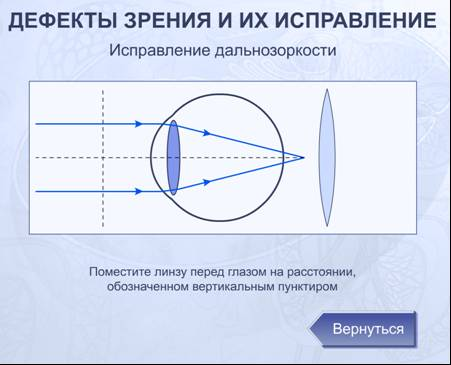 ДЕФЕКТЫ ЗРЕНИЯ И ИХ ИСПРАВЛЕНИЕ
Исправление дальнозоркости
Поместите линзу перед глазом на расстоянии,
обозначенном вертикальным пунктиром
Вернуться